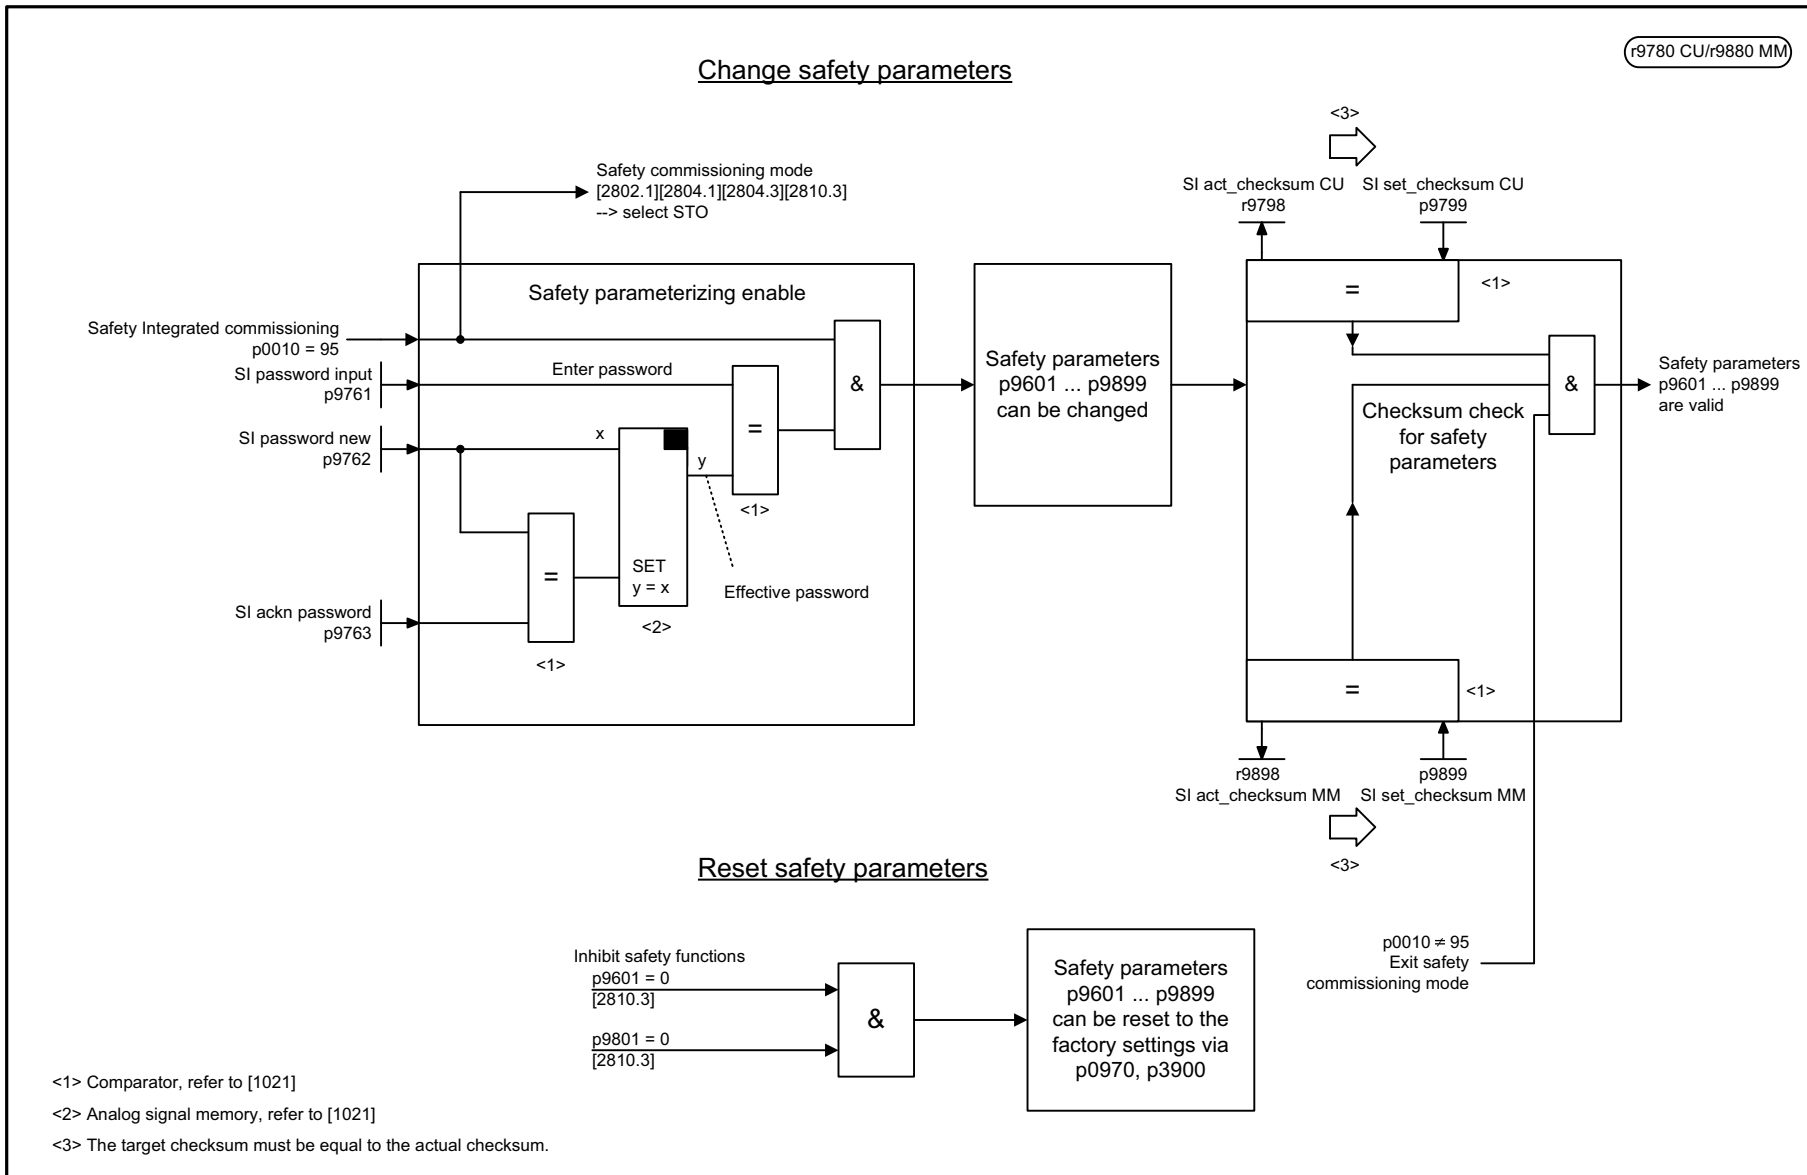 r9780 CU/r9880 MM
Change safety parameters
<3>
Safety commissioning mode
[2802.1][2804.1][2804.3][2810.3]
--> select STO
SI act_checksum CU
r9798
SI set_checksum CU
p9799
Safety parameterizing enable
=
<1>
Safety Integrated commissioning
p0010 = 95
SI password input
p9761
Enter password
&
=
<1>
SI password new
p9762
x
y
SET
y = x
<2>
Effective password
=
<1>
SI ackn password
p9763
Safety parameters
p9601 ... p9899
can be changed
&
Checksum check
for safety
parameters
Safety parameters
p9601 ... p9899
are valid
=
<1>
r9898
SI act_checksum MM
p9899
SI set_checksum MM
<3>
Reset safety parameters
p0010 ≠ 95
Exit safety
commissioning mode
Inhibit safety functions
p9601 = 0
[2810.3]
p9801 = 0
[2810.3]
&
Safety parameters
p9601 ... p9899
can be reset to the
factory settings via
p0970, p3900
<1> Comparator, refer to [1021]
<2> Analog signal memory, refer to [1021]
<3> The target checksum must be equal to the actual checksum.